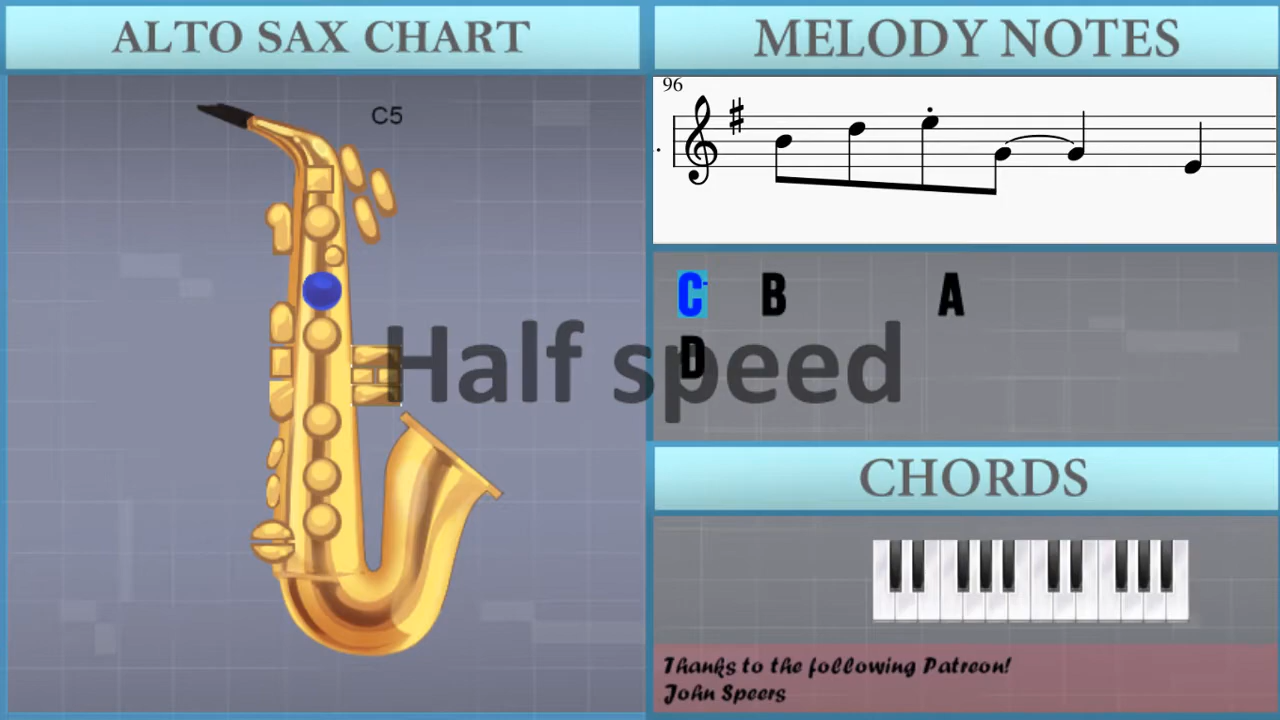 ALTO SAX CHART
MELODY NOTES
96
C5
C B A
D
Half speed
CHORDS
Thanks to the following Patreon!
John Speers